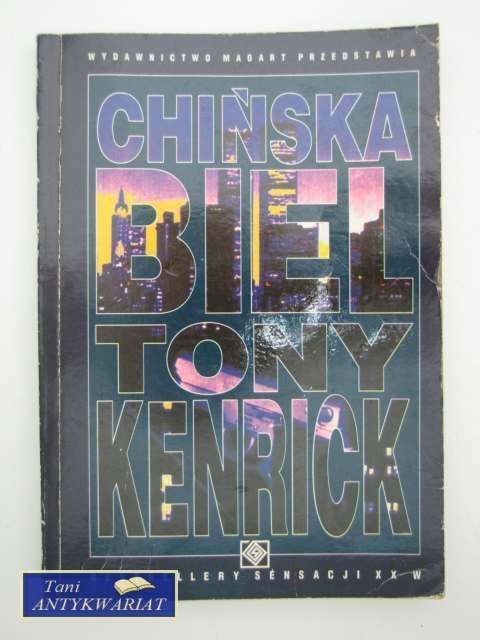 WYDAWNICTWO MAGART PRZEDSTAWIA
CHIŃSKA
BIEL
TONY
KENRICK
SENSACJI XX W
Tani
ANTYKWARIAT